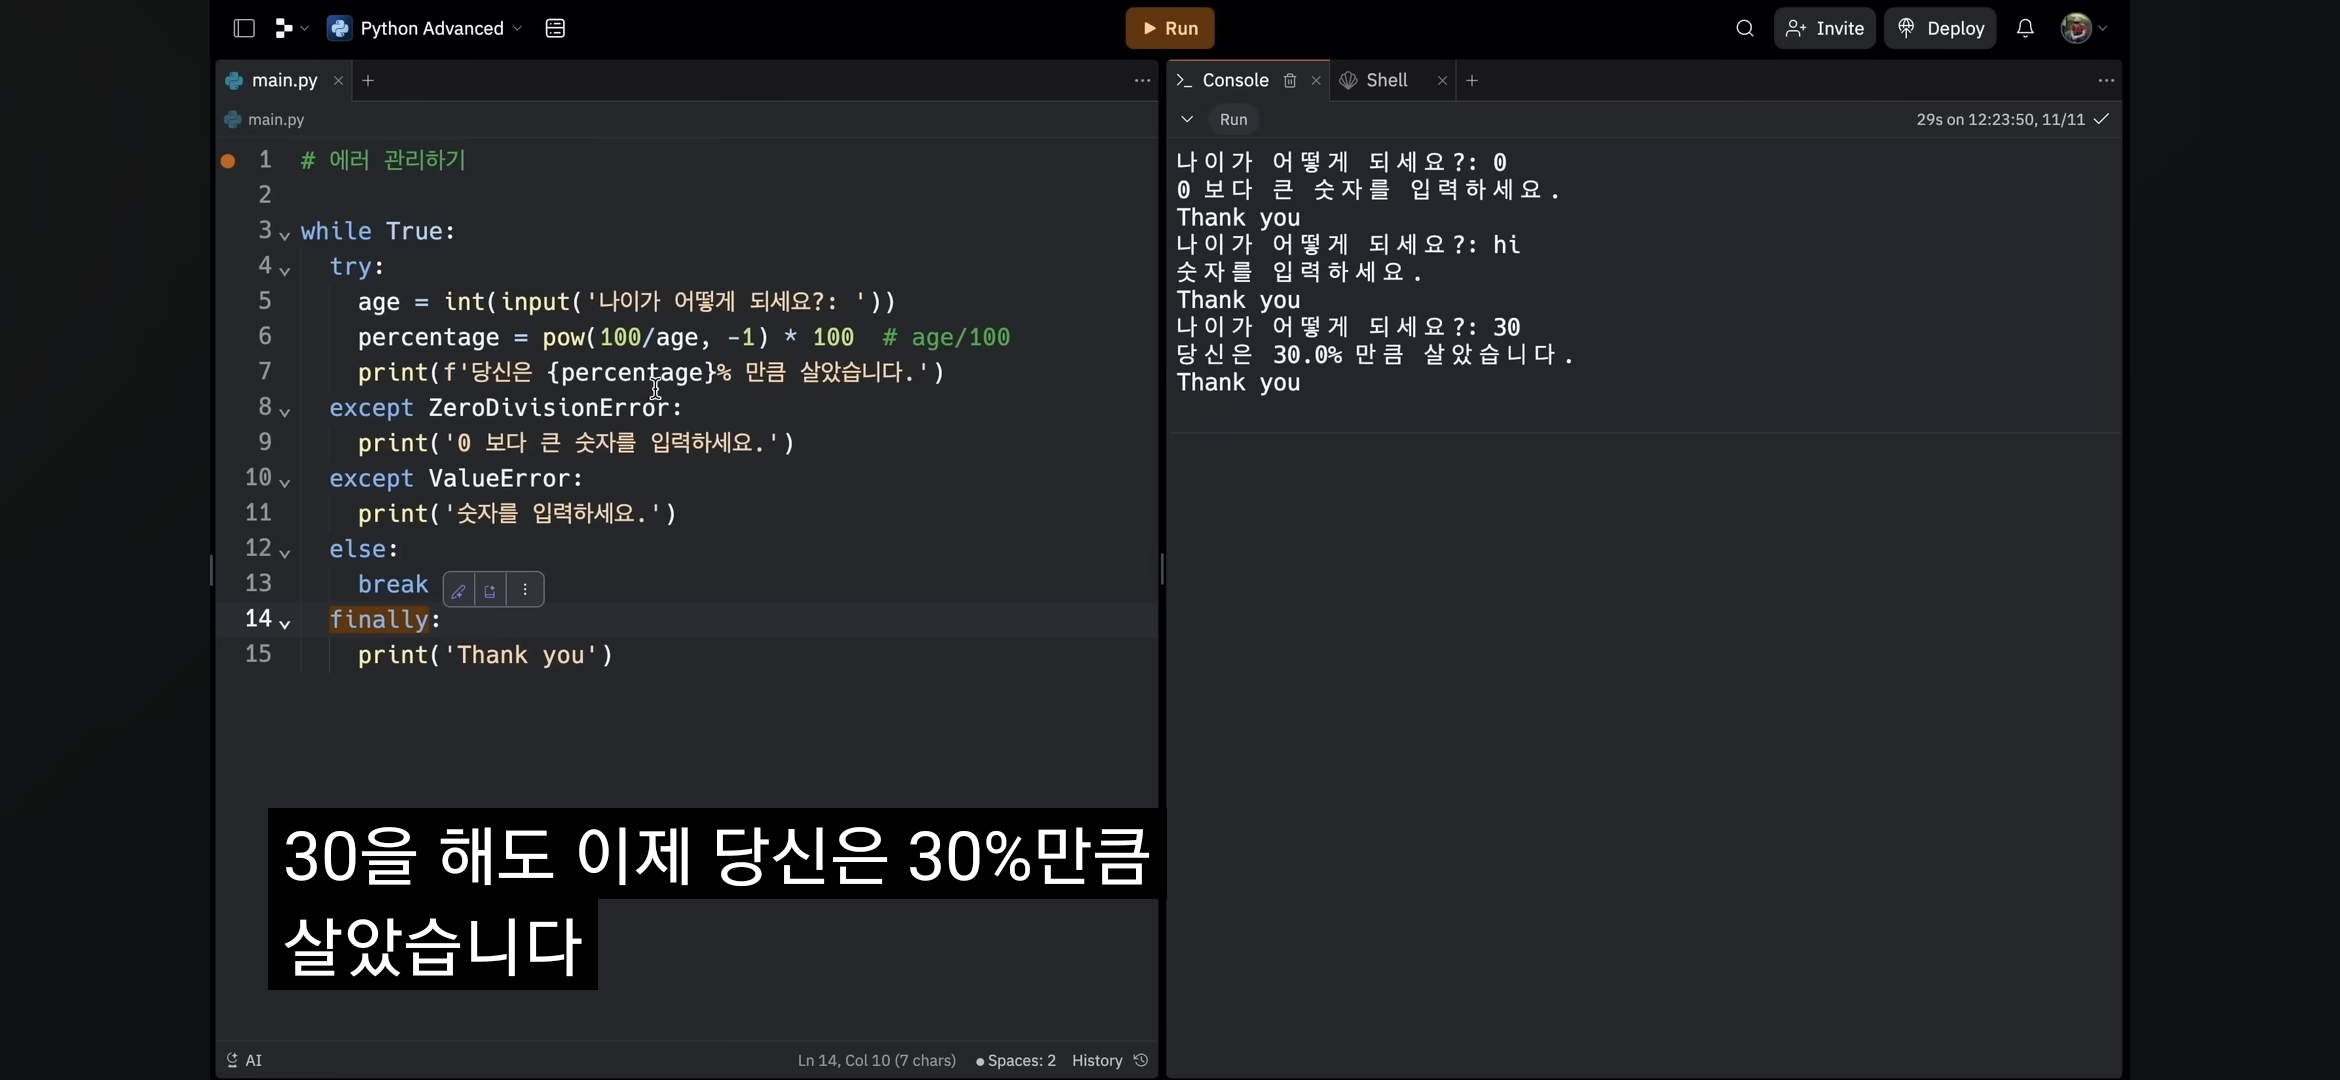 Python Advanced
Run
Invite
Deploy
main.py
Console
Shell
main.py
Run
29s on 12:23:50, 11/11
1 # 에러 관리하기
2
3 while True:
4 try:
5 age = int(input('나이가 어떻게 되세요?: '))
6 percentage = pow(100/age, -1) * 100  # age/100
7 print(f'당신은 {percentage}% 만큼 살았습니다.')
8 except ZeroDivisionError:
9 print('0 보다 큰 숫자를 입력하세요.')
10 except ValueError:
11 print('숫자를 입력하세요.')
12 else:
13 break
14 finally:
15 print('Thank you')
나이가 어떻게 되세요?: 0
0 보다 큰 숫자를 입력하세요.
Thank you
나이가 어떻게 되세요?: hi
숫자를 입력하세요.
Thank you
나이가 어떻게 되세요?: 30
당신은 30.0% 만큼 살았습니다.
Thank you
30을 해도 이제 당신은 30%만큼
살았습니다
AI
Ln 14, Col 10 (7 chars)
Spaces: 2
History